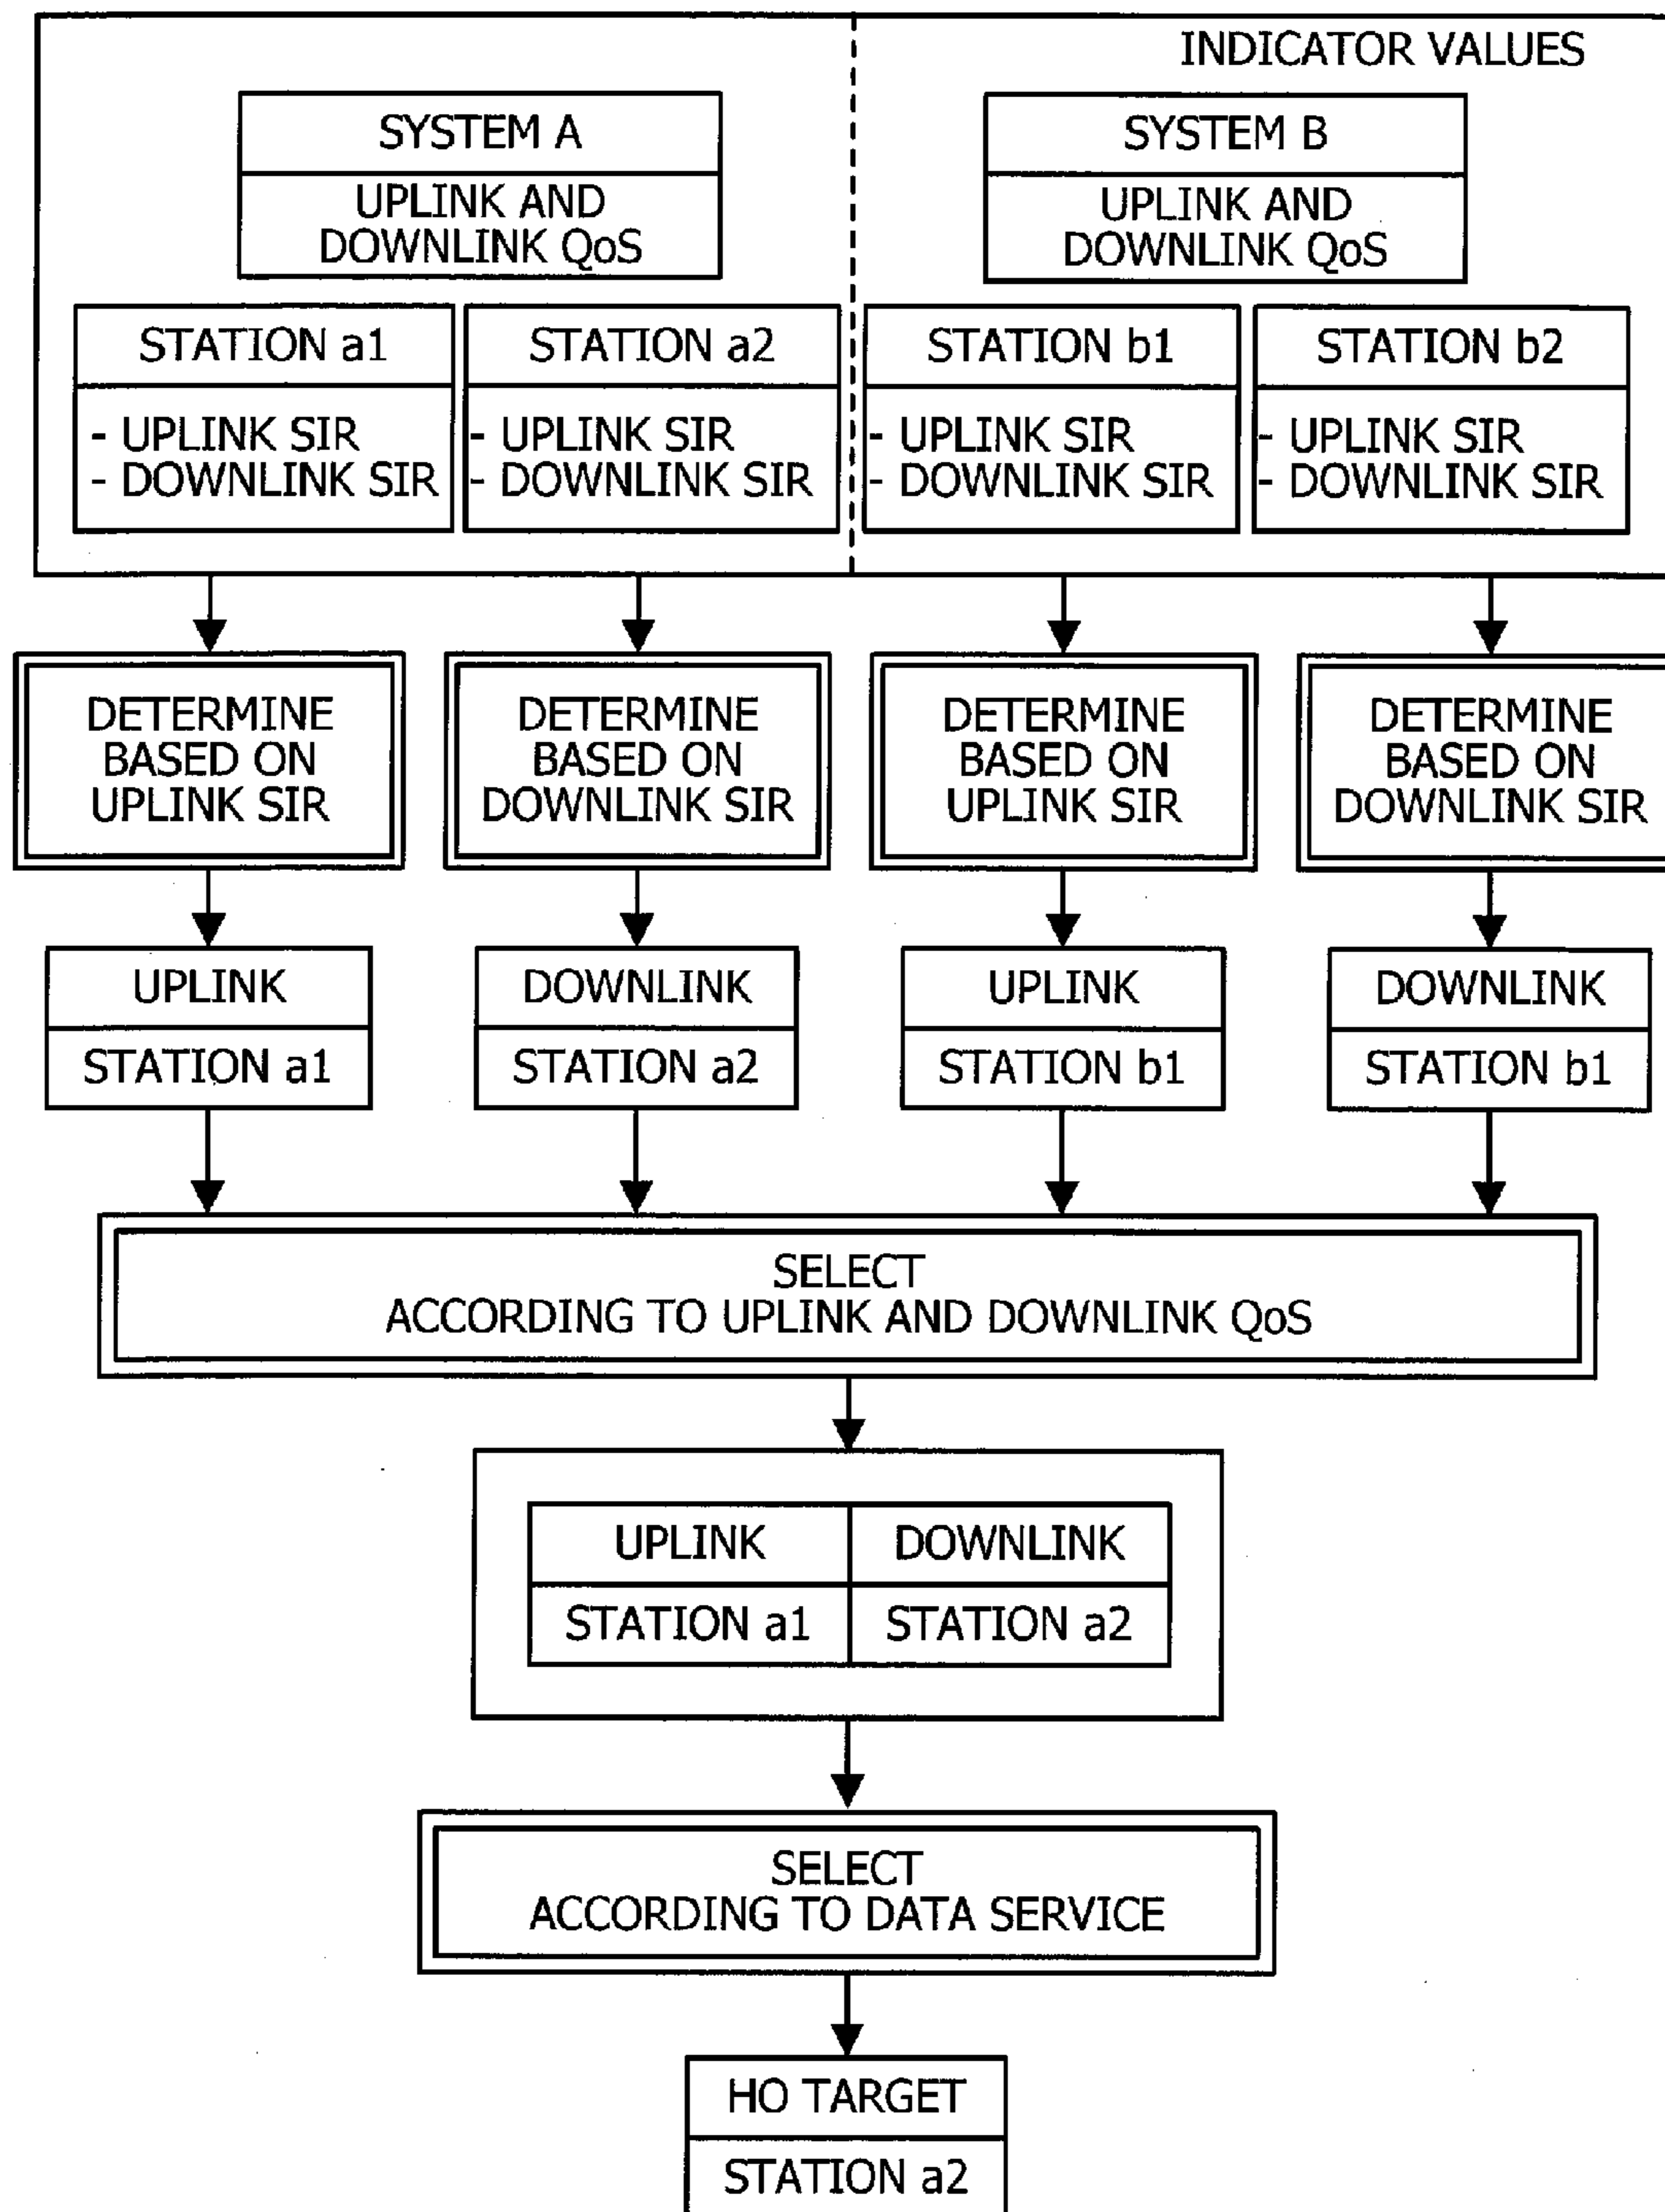 INDICATOR VALUES
SYSTEM A
UPLINK AND
DOWNLINK QoS
SYSTEM B
UPLINK AND
DOWNLINK QoS
STATION a1
- UPLINK SIR
- DOWNLINK SIR
STATION a2
- UPLINK SIR
- DOWNLINK SIR
STATION b1
- UPLINK SIR
- DOWNLINK SIR
STATION b2
- UPLINK SIR
- DOWNLINK SIR
DETERMINE
BASED ON
UPLINK SIR
DETERMINE
BASED ON
DOWNLINK SIR
DETERMINE
BASED ON
UPLINK SIR
DETERMINE
BASED ON
DOWNLINK SIR
UPLINK
STATION a1
DOWNLINK
STATION a2
UPLINK
STATION b1
DOWNLINK
STATION b1
SELECT
ACCORDING TO UPLINK AND DOWNLINK QoS
UPLINK
DOWNLINK
STATION a1
STATION a2
SELECT
ACCORDING TO DATA SERVICE
HO TARGET
STATION a2